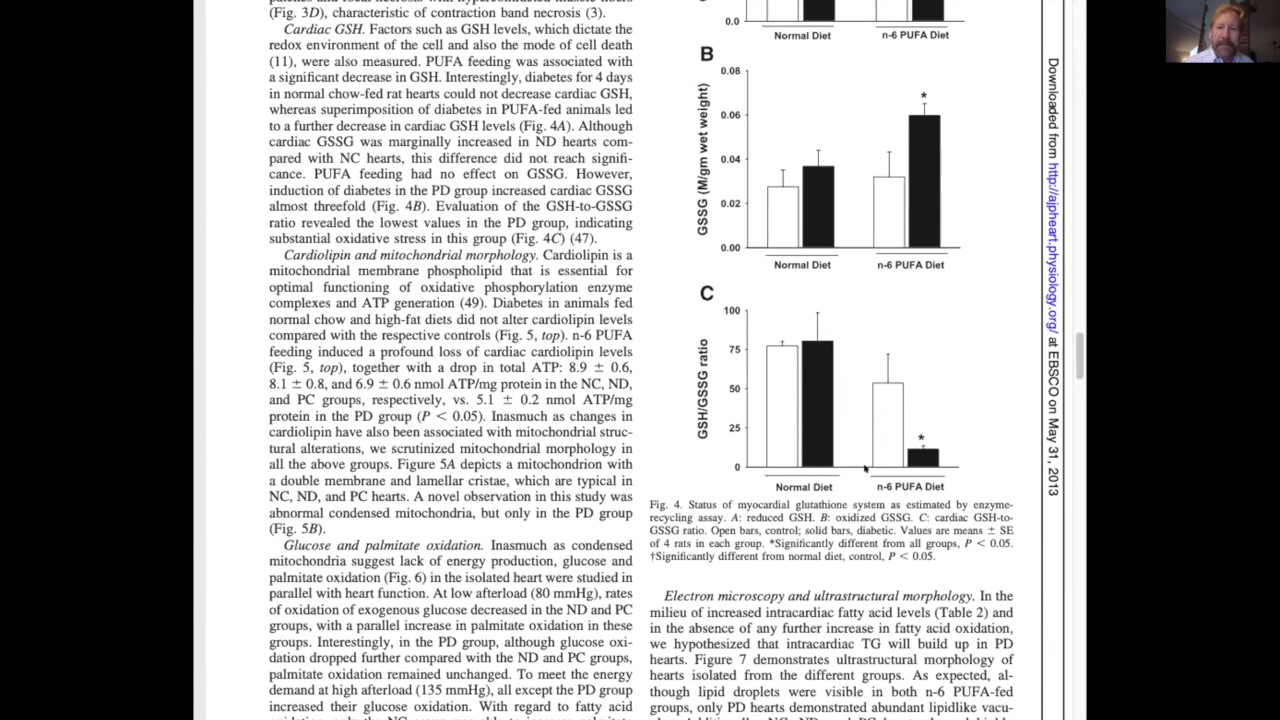 (Fig. 3D), characteristic of contraction band necrosis (3).
Cardiac GSH. Factors such as GSH levels, which dictate the
redox environment of the cell and also the mode of cell death
(11), were also measured. PUFA feeding was associated with
a significant decrease in GSH. Interestingly, diabetes for 4 days
in normal chow-fed rat hearts could not decrease cardiac GSH,
whereas superimposition of diabetes in PUFA-fed animals led
to a further decrease in cardiac GSH levels (Fig. 4A). Although
cardiac GSSG was marginally increased in ND hearts com-
pared with NC hearts, this difference did not reach signifi-
cance. PUFA feeding had no effect on GSSG. However,
induction of diabetes in the PD group increased cardiac GSSG
almost threefold (Fig. 4B). Evaluation of the GSH-to-GSSG
ratio revealed the lowest values in the PD group, indicating
substantial oxidative stress in this group (Fig. 4C) (47).
Cardiolipin and mitochondrial morphology. Cardiolipin is a
mitochondrial membrane phospholipid that is essential for
optimal functioning of oxidative phosphorylation enzyme
complexes and ATP generation (49). Diabetes in animals fed
normal chow and high-fat diets did not alter cardiolipin levels
compared with the respective controls (Fig. 5, top). n-6 PUFA
feeding induced a profound loss of cardiac cardiolipin levels
(Fig. 5, top), together with a drop in total ATP: 8.9 ± 0.6,
8.1 ± 0.8, and 6.9 ± 0.6 nmol ATP/mg protein in the NC, ND,
and PC groups, respectively, vs. 5.1 ± 0.2 nmol ATP/mg
protein in the PD group (P < 0.05). Inasmuch as changes in
cardiolipin have also been associated with mitochondrial struc-
tural alterations, we scrutinized mitochondrial morphology in
all the above groups. Figure 5A depicts a mitochondrion with
a double membrane and lamellar cristae, which are typical in
NC, ND, and PC hearts. A novel observation in this study was
abnormal condensed mitochondria, but only in the PD group
(Fig. 5B).
Glucose and palmitate oxidation. Inasmuch as condensed
mitochondria suggest lack of energy production, glucose and
palmitate oxidation (Fig. 6) in the isolated heart were studied in
parallel with heart function. At low afterload (80 mmHg), rates
of oxidation of exogenous glucose decreased in the ND and PC
groups, with a parallel increase in palmitate oxidation in these
groups. Interestingly, in the PD group, although glucose oxi-
dation dropped further compared with the ND and PC groups,
palmitate oxidation remained unchanged. To meet the energy
demand at high afterload (135 mmHg), all except the PD group
increased their glucose oxidation. With regard to fatty acid
0.0
Normal Diet
n-6 PUFA Diet
B
GSSG (M/gm wet weight)
0.08
0.06
0.04
0.02
0.00
*
Normal Diet
n-6 PUFA Diet
C
GSH/GSSG ratio
100
75
50
25
0
*
Normal Diet
n-6 PUFA Diet
Fig. 4. Status of myocardial glutathione system as estimated by enzyme-
recycling assay. A: reduced GSH. B: oxidized GSSG. C: cardiac GSH-to-
GSSG ratio. Open bars, control; solid bars, diabetic. Values are means ± SE
of 4 rats in each group. *Significantly different from all groups, P < 0.05.
†Significantly different from normal diet, control, P < 0.05.
Electron microscopy and ultrastructural morphology. In the
milieu of increased intracardiac fatty acid levels (Table 2) and
in the absence of any further increase in fatty acid oxidation,
we hypothesized that intracardiac TG will build up in PD
hearts. Figure 7 demonstrates ultrastructural morphology of
hearts isolated from the different groups. As expected, al-
though lipid droplets were visible in both n-6 PUFA-fed
groups, only PD hearts demonstrated abundant lipidlike vacu-
Downloaded from http://ajpheart.physiology.org/ at EBSCO on May 31, 2013